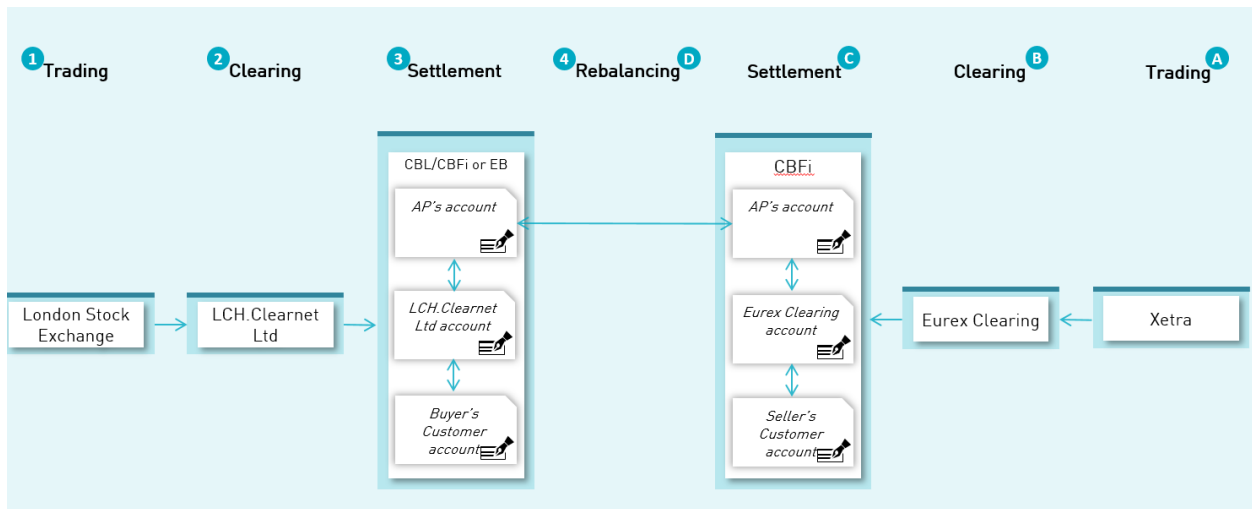 1 Trading
2 Clearing
3 Settlement
4 Rebalancing D
Settlement C
Clearing B
Trading A
CBL/CBFi or EB
AP's account
LCH.Clearnet
Ltd account
Buyer's
Customer
account
CBFi
AP's account
Eurex Clearing
account
Seller's
Customer
account
London Stock
Exchange
LCH.Clearnet
Ltd
Eurex Clearing
Xetra